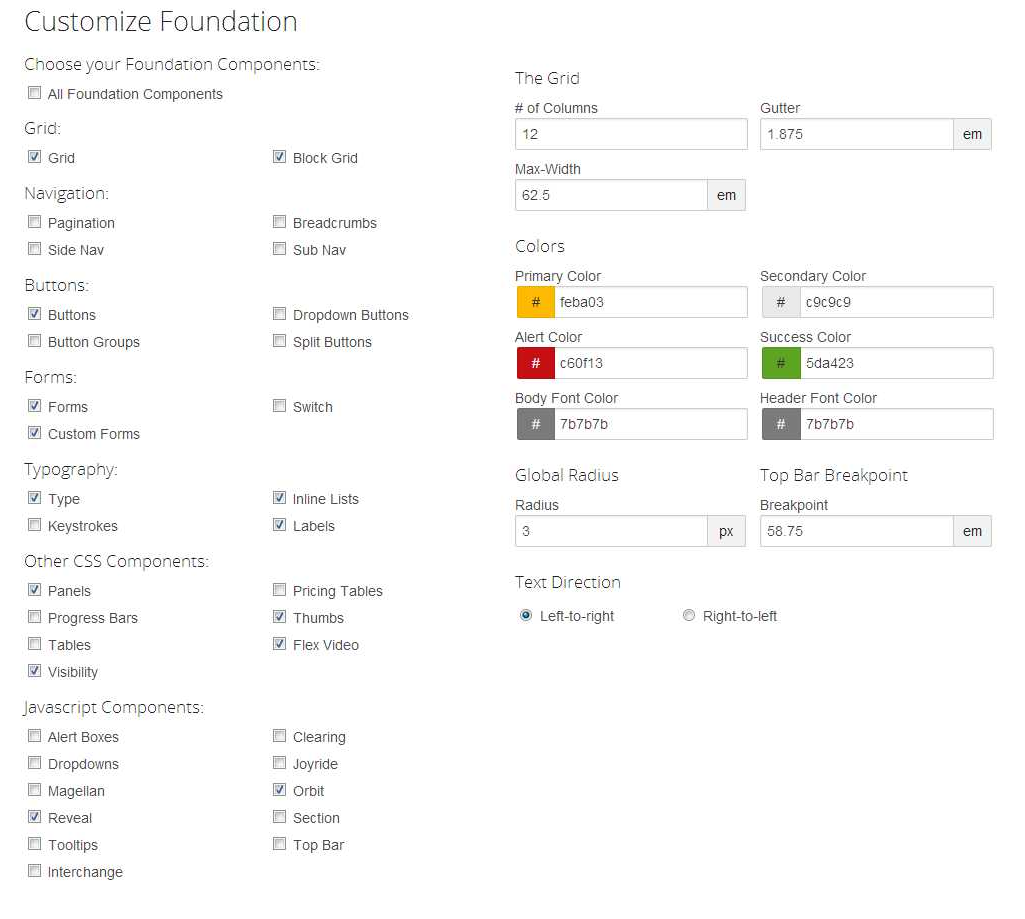 Customize Foundation
Choose your Foundation Components:
All Foundation Components
Grid:
Grid
Block Grid
Navigation:
Pagination
Breadcrumbs
Side Nav
Sub Nav
Buttons:
Buttons
Dropdown Buttons
Button Groups
Split Buttons
Forms:
Forms
Switch
Custom Forms
Typography:
Type
Inline Lists
Keystrokes
Labels
Other CSS Components:
Panels
Pricing Tables
Progress Bars
Thumbs
Tables
Flex Video
Visibility
Javascript Components:
Alert Boxes
Clearing
Dropdowns
Joyride
Magellan
Orbit
Reveal
Section
Tooltips
Top Bar
Interchange
The Grid
# of Columns
12
Gutter
1.875 em
Max-Width
62.5 em
Colors
Primary Color
# feba03
Secondary Color
# c9c9c9
Alert Color
# c60f13
Success Color
# 5da423
Body Font Color
# 7b7b7b
Header Font Color
# 7b7b7b
Global Radius
Radius
3 px
Top Bar Breakpoint
Breakpoint
58.75 em
Text Direction
Left-to-right
Right-to-left